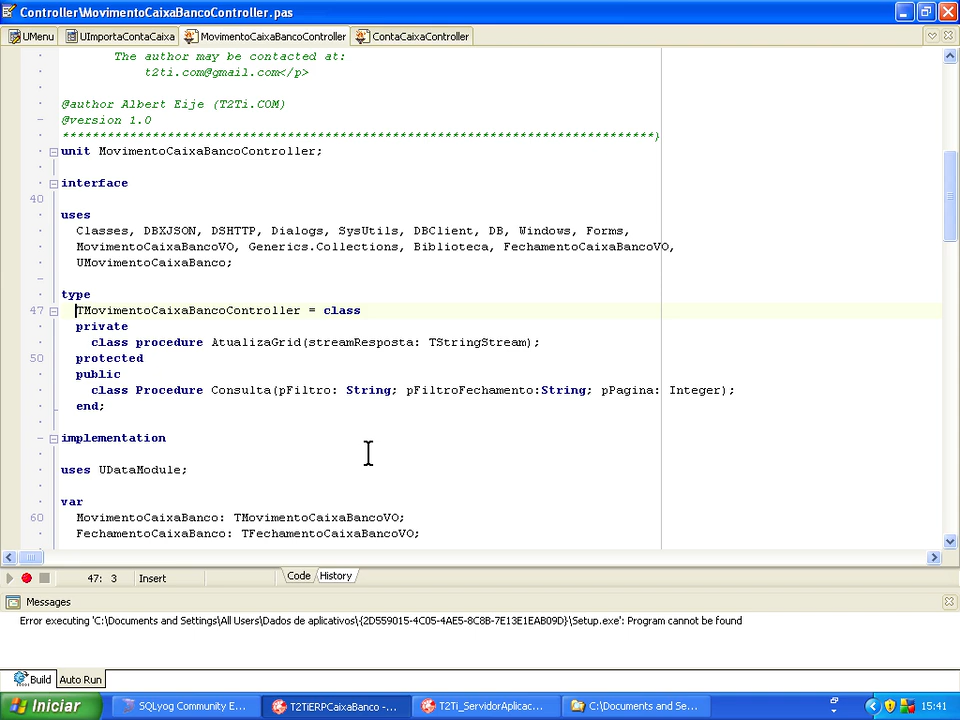 Controller\MovimentoCaixaBancoController.pas
UMenu UImportaContaCaixa MovimentoCaixaBancoController ContaCaixaController
The author may be contacted at:
t2ti.com@gmail.com</p>
@author Albert Eije (T2Ti.COM)
@version 1.0
*******************************************************************************}
unit MovimentoCaixaBancoController;
interface
40
uses
Classes, DBXJSON, DSHTTP, Dialogs, SysUtils, DBClient, DB, Windows, Forms,
MovimentoCaixaBancoVO, Generics.Collections, Biblioteca, FechamentoCaixaBancoVO,
UMovimentoCaixaBanco;
type
47 TMovimentoCaixaBancoController = class
private
class procedure AtualizaGrid(streamResposta: TStringStream);
50 protected
public
class Procedure Consulta(pFiltro: String; pFiltroFechamento:String; pPagina: Integer);
end;
implementation
uses UDataModule;
var
60 MovimentoCaixaBanco: TMovimentoCaixaBancoVO;
FechamentoCaixaBanco: TFechamentoCaixaBancoVO;
47: 3 Insert Code History
Messages
Error executing 'C:\Documents and Settings\All Users\Dados de aplicativos\{2D559015-4C05-4AE5-8C8B-7E13E1EAB09D}\Setup.exe': Program cannot be found
Build Auto Run
Iniciar SQLyog Community E... T2TiERPCaixaBanco -... T2Ti_ServidorAplicac... C:\Documents and Se... 15:41